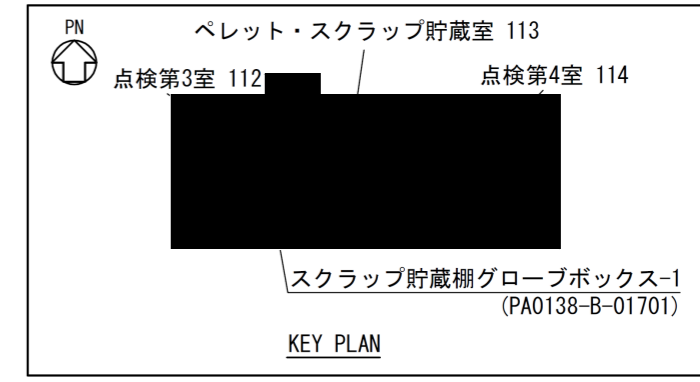 PN
ペレット・スクラップ貯蔵室 113
点検第3室 112
点検第4室 114
スクラップ貯蔵棚グローブボックス-1
(PA0138-B-01701)
KEY PLAN